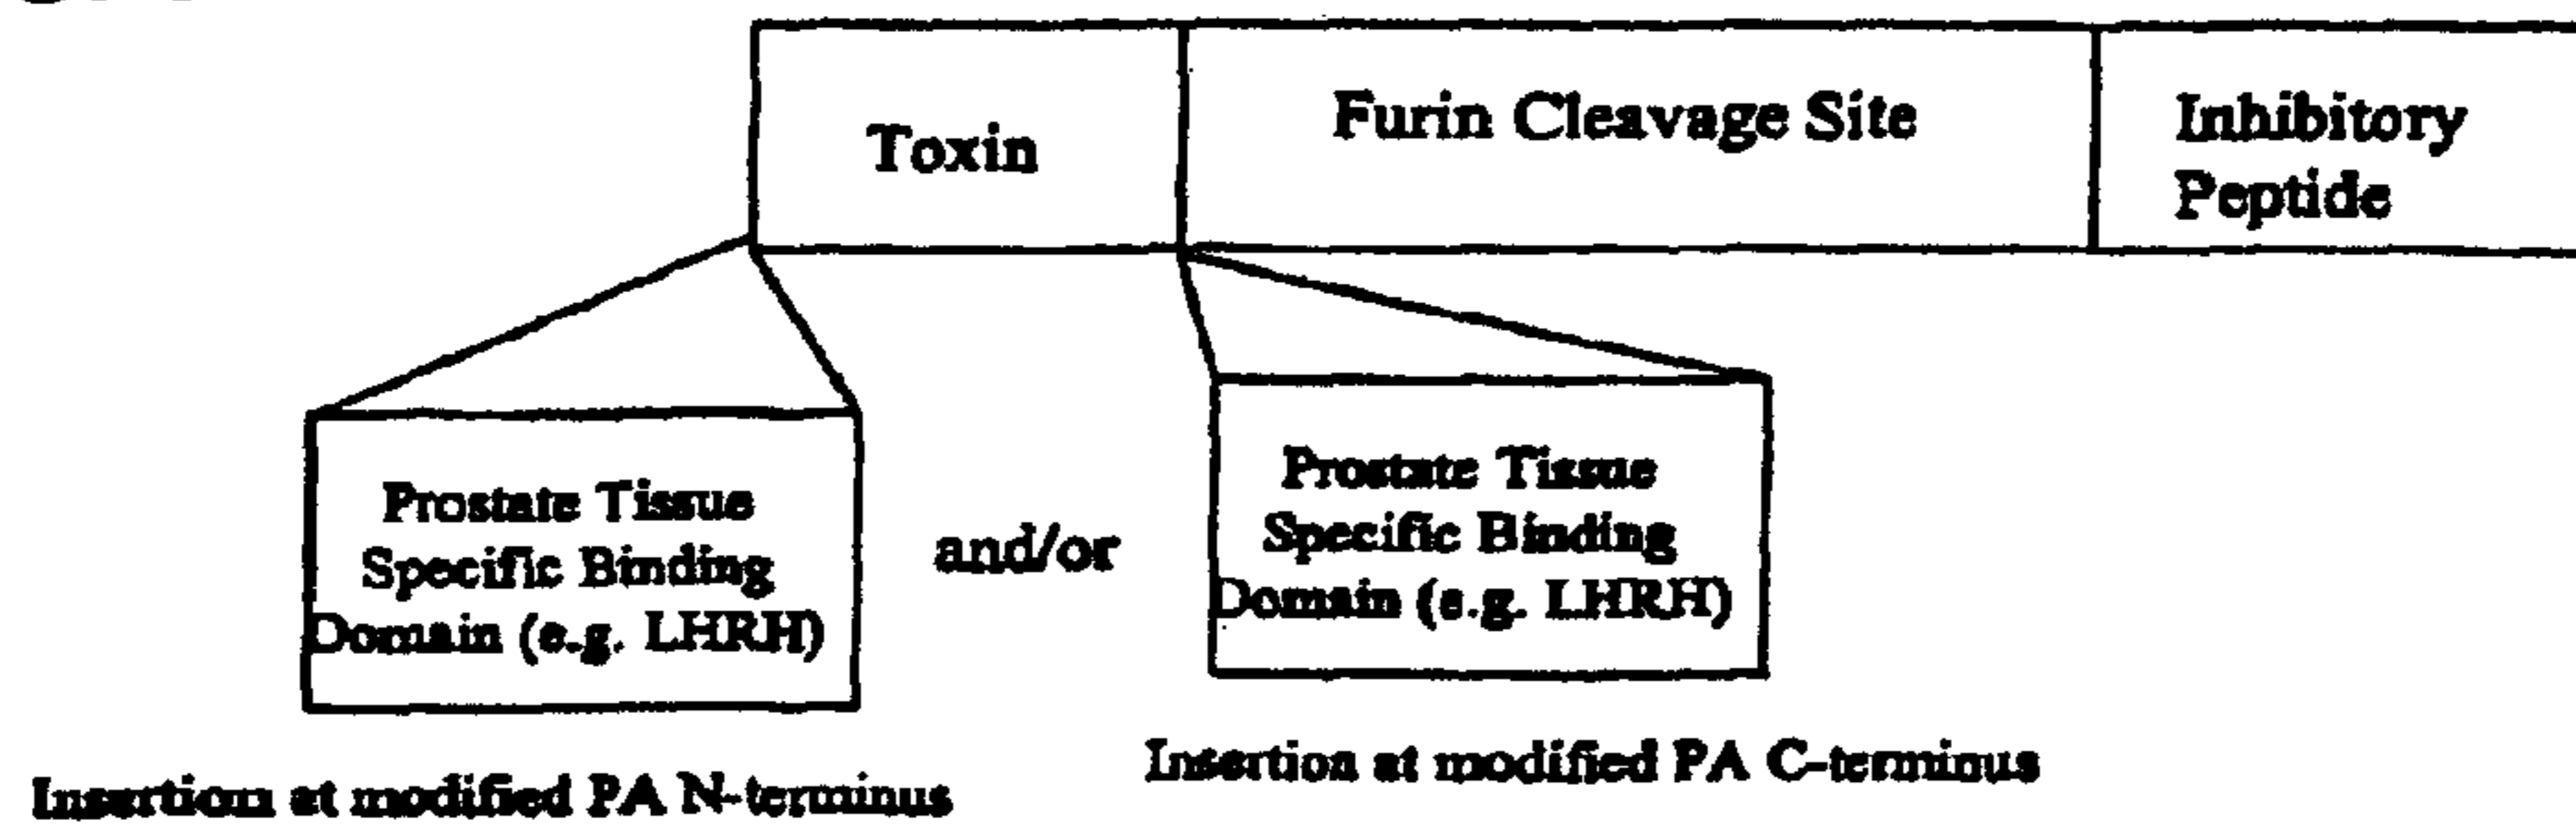 Toxin
Furin Cleavage Site
Inhibitory
Peptide
Prostate Tissue
Specific Binding
Domain (e.g. LHRH)
and/or
Prostate Tissue
Specific Binding
Domain (e.g. LHRH)
Insertion at modified PA N-terminus
Insertion at modified PA C-terminus